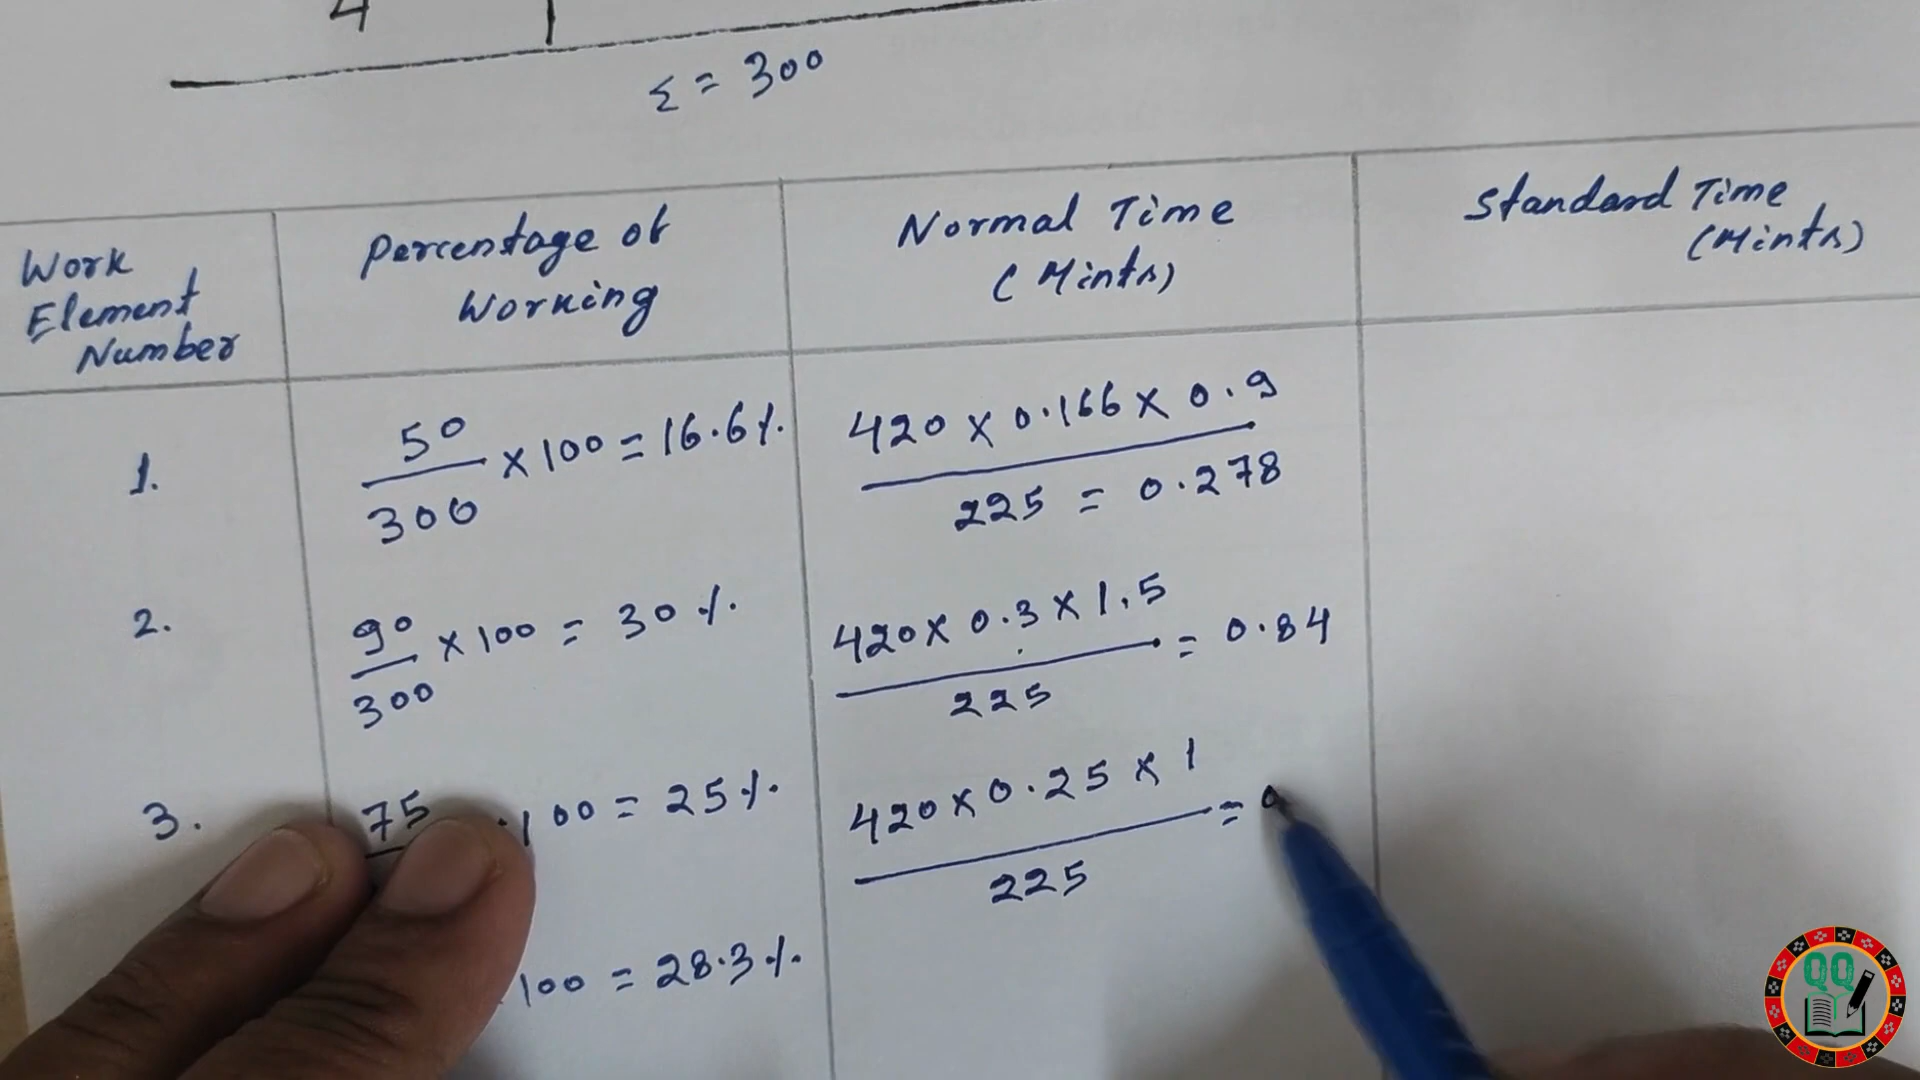 4
Σ = 300
Work Element Number
Percentage of Working
Normal Time (Mints)
Standard Time (Mints)
1.
50/300 × 100 = 16.6%
420 × 0.166 × 0.9
225 = 0.278
2.
90/300 × 100 = 30%
420 × 0.3 × 1.5 / 225 = 0.84
3.
75 100 = 25%
420 × 0.25 × 1 / 225 = 0
100 = 28.3%
QQ